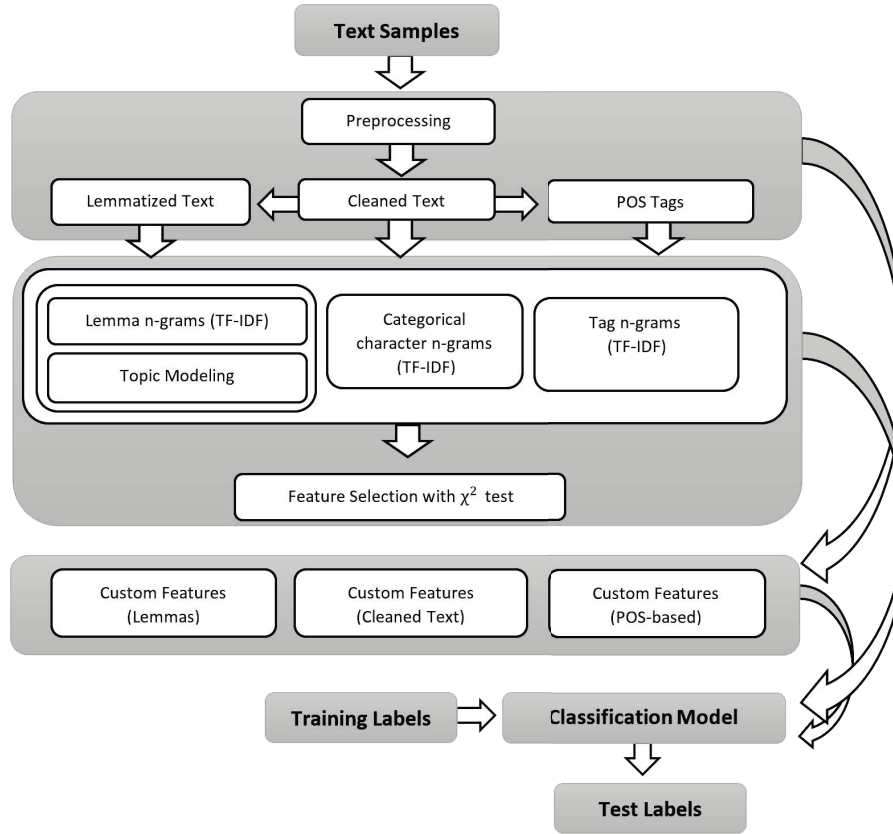 Text Samples
Preprocessing
Lemmatized Text
Cleaned Text
POS Tags
Lemma n-grams (TF-IDF)
Topic Modeling
Categorical
character n-grams
(TF-IDF)
Tag n-grams
(TF-IDF)
Feature Selection with χ² test
Custom Features
(Lemmas)
Custom Features
(Cleaned Text)
Custom Features
(POS-based)
Training Labels
Classification Model
Test Labels